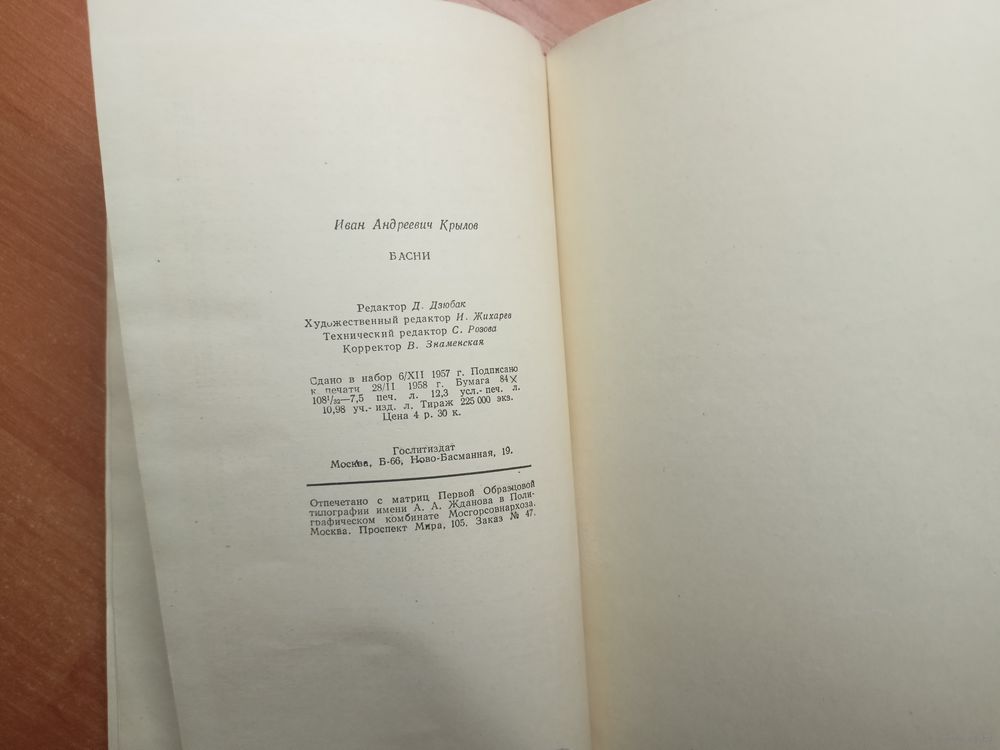 Иван Андреевич Крылов
БАСНИ
Редактор Д. Дзюбак
Художественный редактор И. Жихарев
Технический редактор С. Розова
Корректор В. Знаменская
Сдано в набор 6/XII 1957 г. Подписано
к печати 28/II 1958 г. Бумага 84×
108¹/₃₂—7,5 печ. л. 12,3 усл.-печ. л.
10,98 уч.-изд. л. Тираж 225 000 экз.
Цена 4 р. 30 к.
Гослитиздат
Москва, Б-66, Ново-Басманная, 19.
Отпечатано с матриц Первой Образцовой
типографии имени А. А. Жданова в Поли-
графическом комбинате Мосгорсовнархоза.
Москва. Проспект Мира, 105. Заказ № 47.